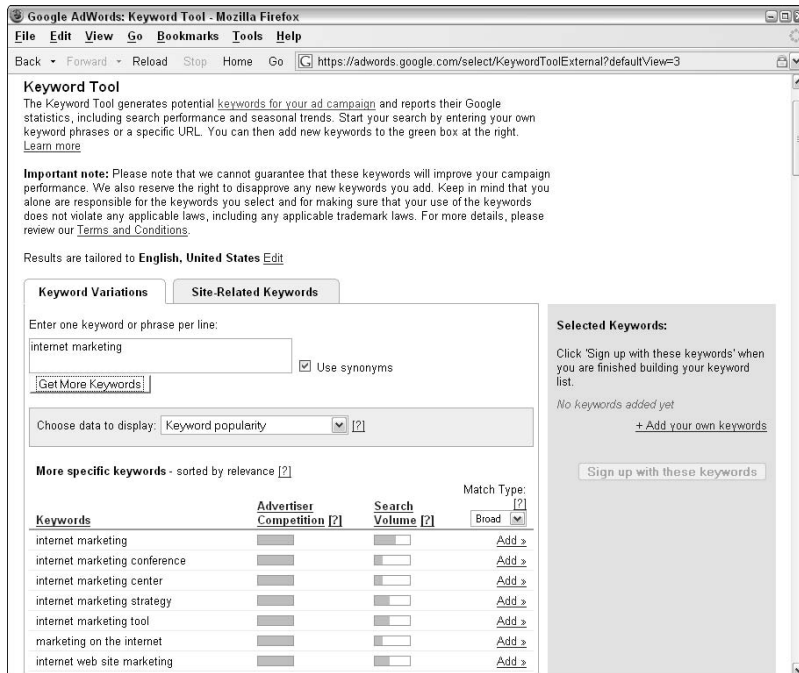 Google AdWords: Keyword Tool - Mozilla Firefox
File Edit View Go Bookmarks Tools Help
Back Forward Reload Stop Home Go G https://adwords.google.com/select/KeywordToolExternal?defaultView=3
Keyword Tool
The Keyword Tool generates potential keywords for your ad campaign and reports their Google
statistics, including search performance and seasonal trends. Start your search by entering your own
keyword phrases or a specific URL. You can then add new keywords to the green box at the right.
Learn more
Important note: Please note that we cannot guarantee that these keywords will improve your campaign
performance. We also reserve the right to disapprove any new keywords you add. Keep in mind that you
alone are responsible for the keywords you select and for making sure that your use of the keywords
does not violate any applicable laws, including any applicable trademark laws. For more details, please
review our Terms and Conditions.
Results are tailored to English, United States Edit
Keyword Variations Site-Related Keywords
Enter one keyword or phrase per line:
internet marketing
Use synonyms
Get More Keywords
Choose data to display: Keyword popularity [?]
More specific keywords - sorted by relevance [?]
Keywords Advertiser Competition [?] Search Volume [?] Match Type: [?] Broad
internet marketing Add »
internet marketing conference Add »
internet marketing center Add »
internet marketing strategy Add »
internet marketing tool Add »
marketing on the internet Add »
internet web site marketing Add »
Selected Keywords:
Click 'Sign up with these keywords' when
you are finished building your keyword
list.
No keywords added yet
+ Add your own keywords
Sign up with these keywords